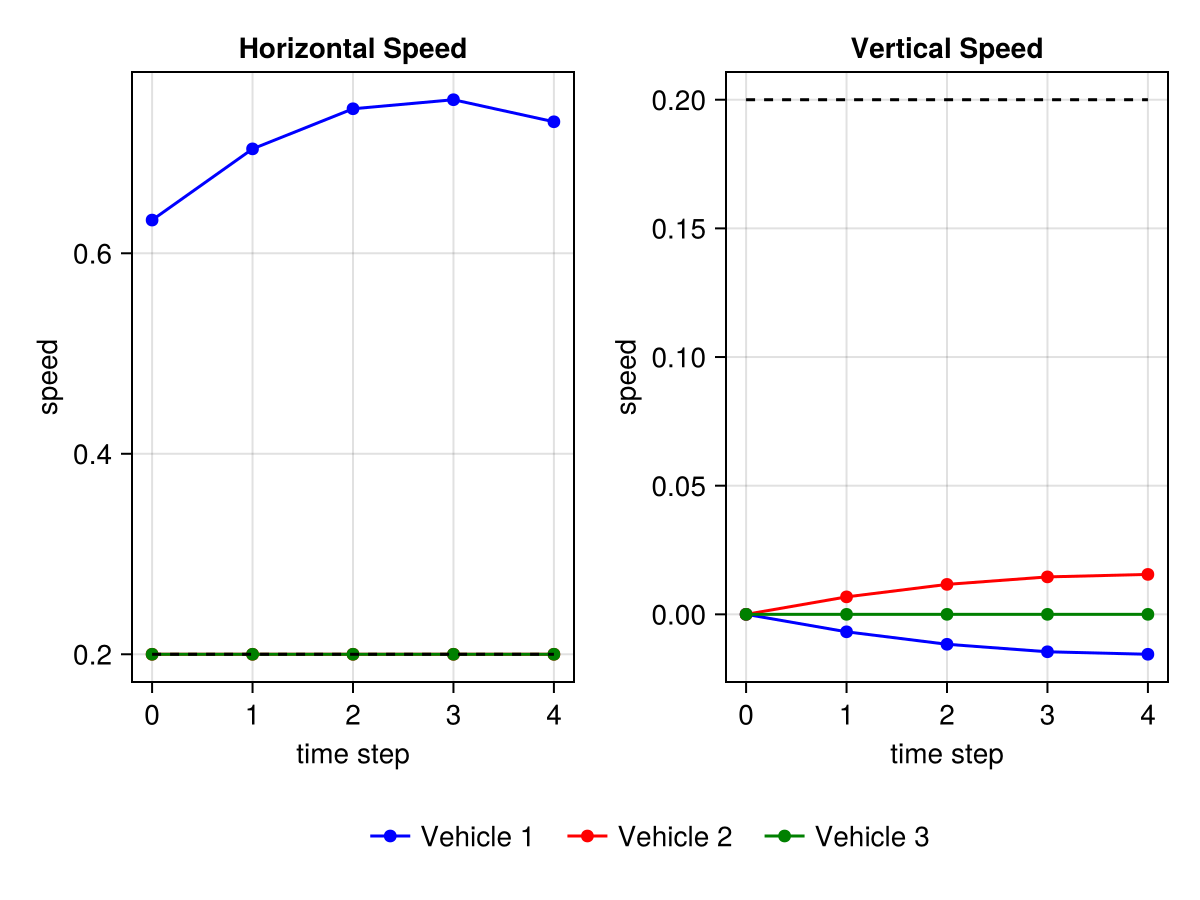 Horizontal Speed
speed
0.6
0.4
0.2
0 1 2 3 4
time step
Vertical Speed
speed
0.20
0.15
0.10
0.05
0.00
0 1 2 3 4
time step
Vehicle 1 Vehicle 2 Vehicle 3